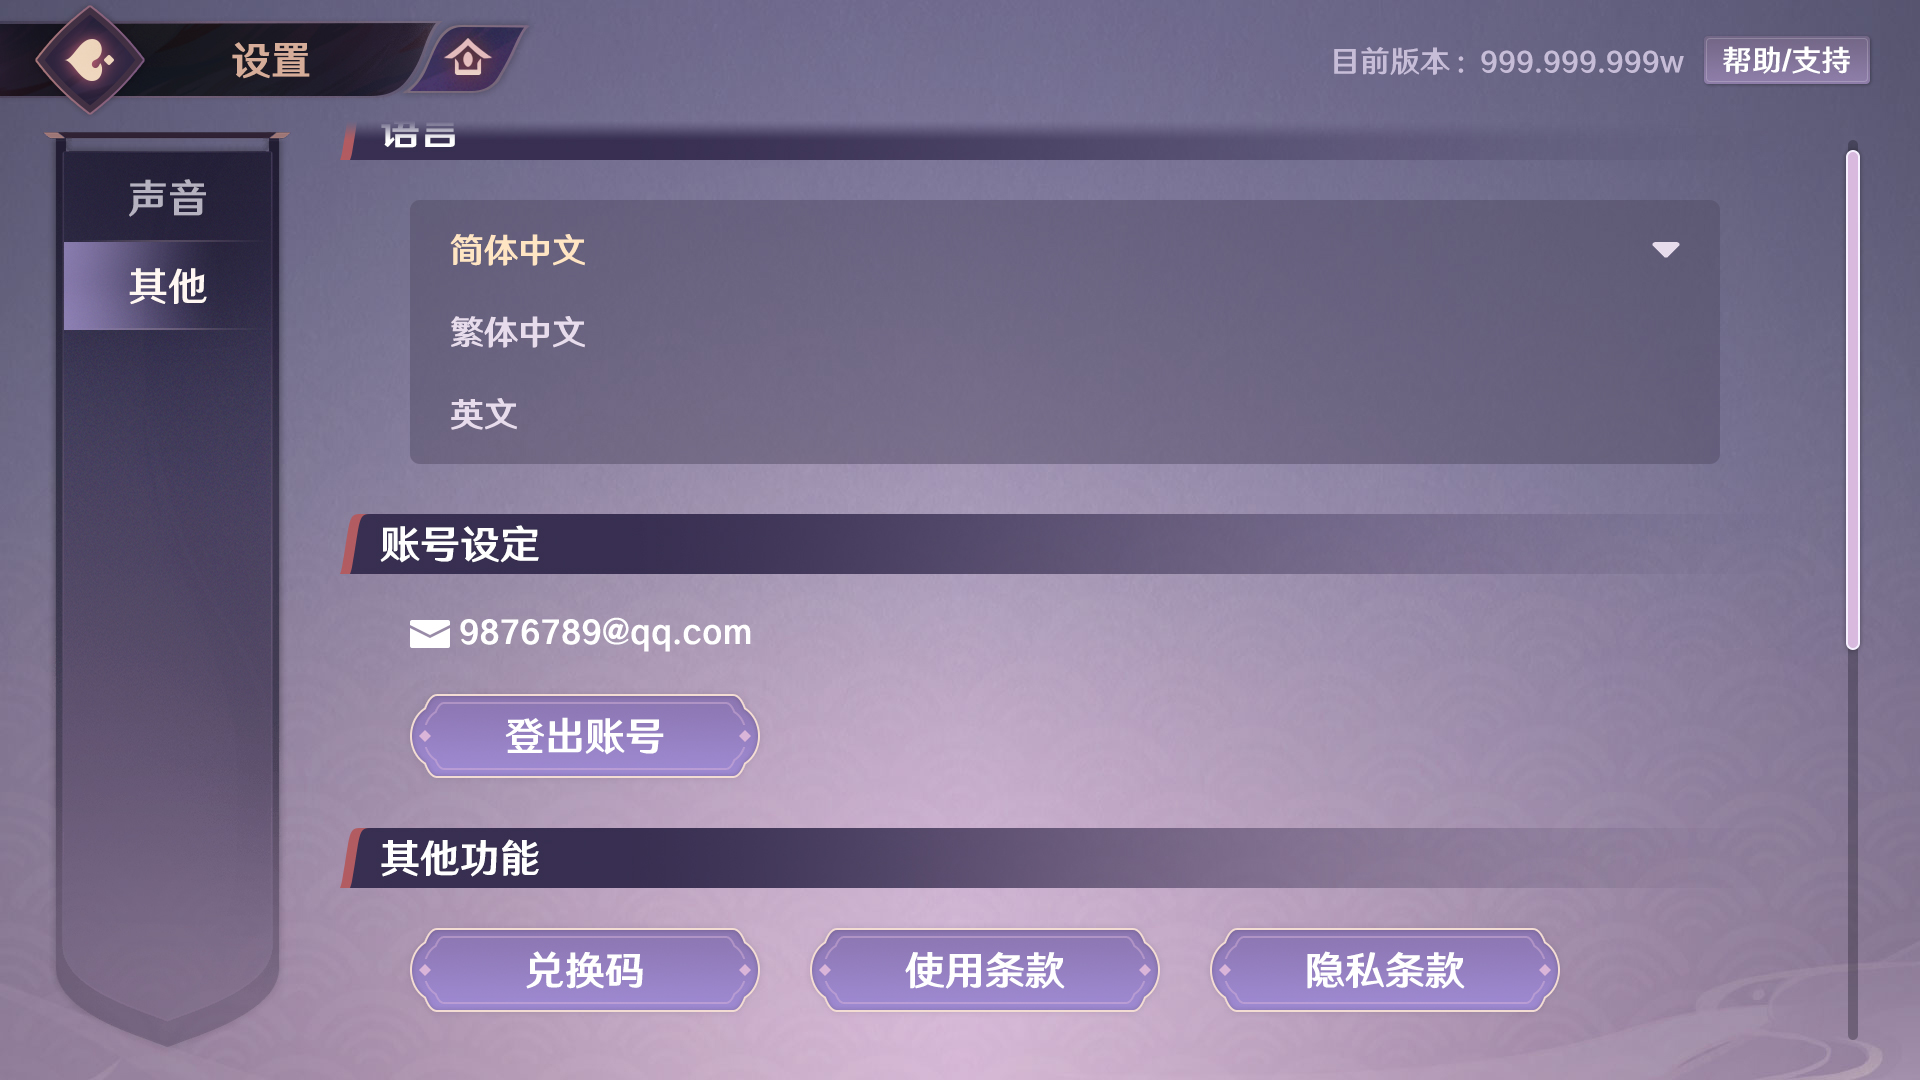 设置
目前版本：999.999.999w
帮助/支持
声音
其他
语言
简体中文
繁体中文
英文
账号设定
9876789@qq.com
登出账号
其他功能
兑换码
使用条款
隐私条款